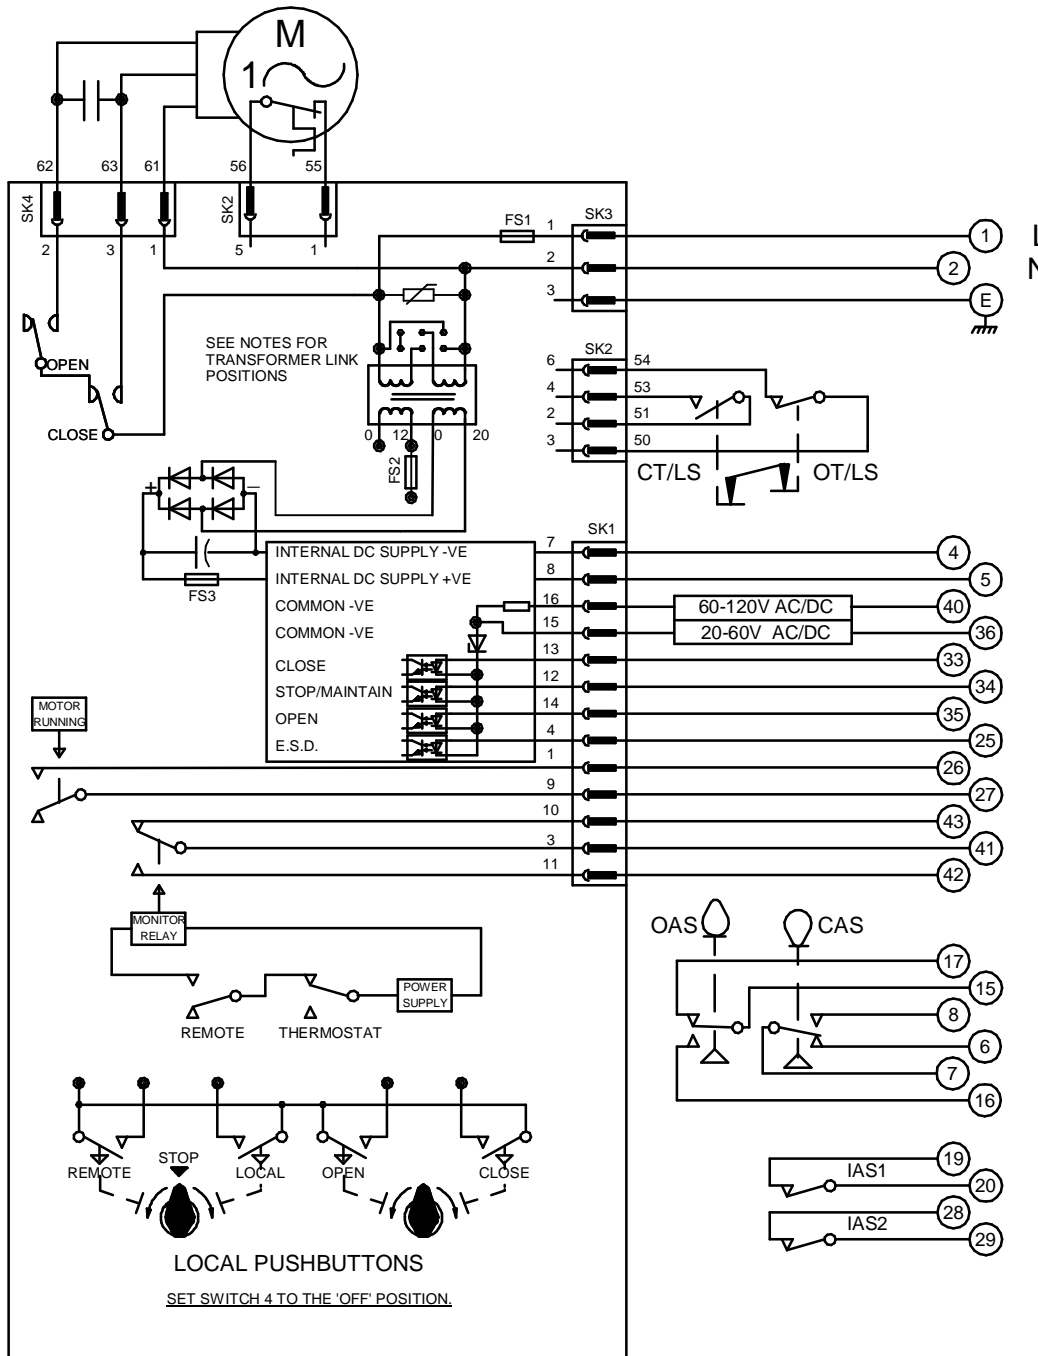 M
1
62 63 61 56 55
SK4
SK2
2 3 1 5 1
FS1
SK3
1
1
L
2
2
N
3
E
SEE NOTES FOR
TRANSFORMER LINK
POSITIONS
OPEN
CLOSE
0 12 0 20
FS2
SK2
6 54
4 53
2 51
3 50
CT/LS
OT/LS
+
−
FS3
SK1
INTERNAL DC SUPPLY -VE 7 4
INTERNAL DC SUPPLY +VE 8 5
COMMON -VE 16 60-120V AC/DC 40
COMMON -VE 15 20-60V AC/DC 36
CLOSE 13 33
STOP/MAINTAIN 12 34
OPEN 14 35
E.S.D. 4 25
MOTOR
RUNNING
1 26
9 27
10 43
3 41
11 42
MONITOR
RELAY
REMOTE
THERMOSTAT
POWER
SUPPLY
OAS
CAS
17
15
8
6
7
16
REMOTE
STOP
LOCAL
OPEN
CLOSE
19
IAS1
20
28
IAS2
29
LOCAL PUSHBUTTONS
SET SWITCH 4 TO THE 'OFF' POSITION.